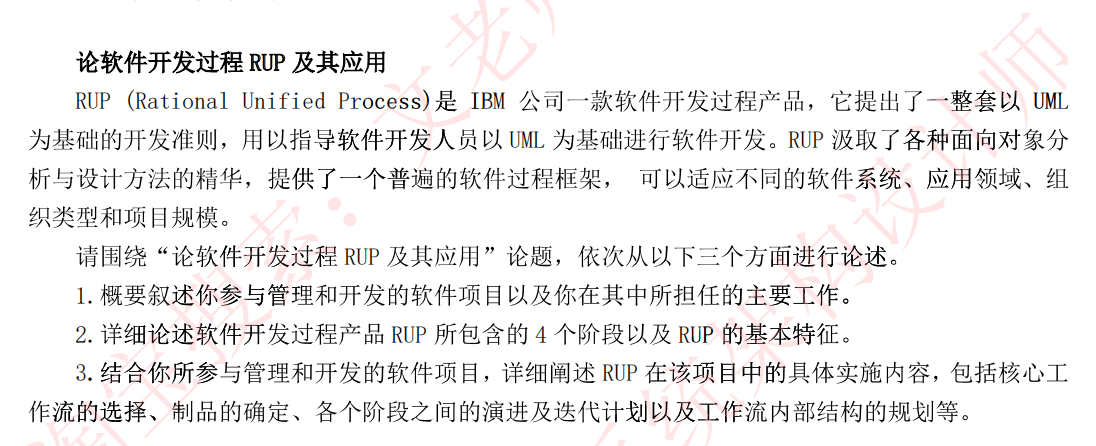 论软件开发过程 RUP 及其应用
RUP (Rational Unified Process)是 IBM 公司一款软件开发过程产品，它提出了一整套以 UML
为基础的开发准则，用以指导软件开发人员以 UML 为基础进行软件开发。RUP 汲取了各种面向对象分
析与设计方法的精华，提供了一个普遍的软件过程框架， 可以适应不同的软件系统、应用领域、组
织类型和项目规模。
请围绕“论软件开发过程 RUP 及其应用”论题，依次从以下三个方面进行论述。
1.概要叙述你参与管理和开发的软件项目以及你在其中所担任的主要工作。
2.详细论述软件开发过程产品 RUP 所包含的 4 个阶段以及 RUP 的基本特征。
3.结合你所参与管理和开发的软件项目，详细阐述 RUP 在该项目中的具体实施内容，包括核心工
作流的选择、制品的确定、各个阶段之间的演进及迭代计划以及工作流内部结构的规划等。
淘宝搜索：文老师
系统架构设计师